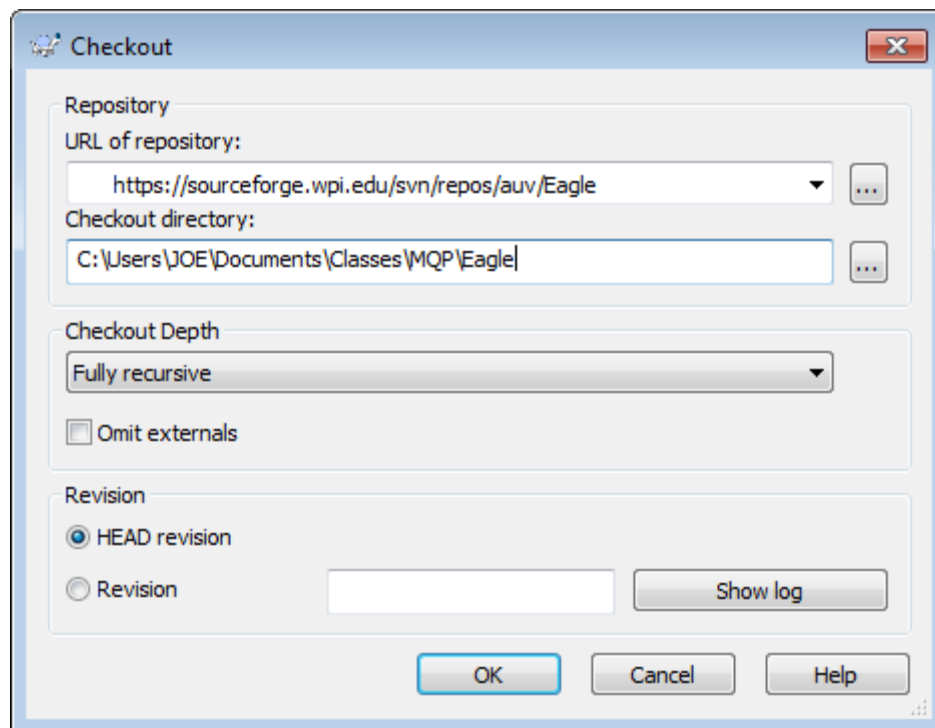 Checkout
Repository
URL of repository:
https://sourceforge.wpi.edu/svn/repos/auv/Eagle
...
Checkout directory:
C:\Users\JOE\Documents\Classes\MQP\Eagle
...
Checkout Depth
Fully recursive
Omit externals
Revision
HEAD revision
Revision
Show log
OK Cancel Help